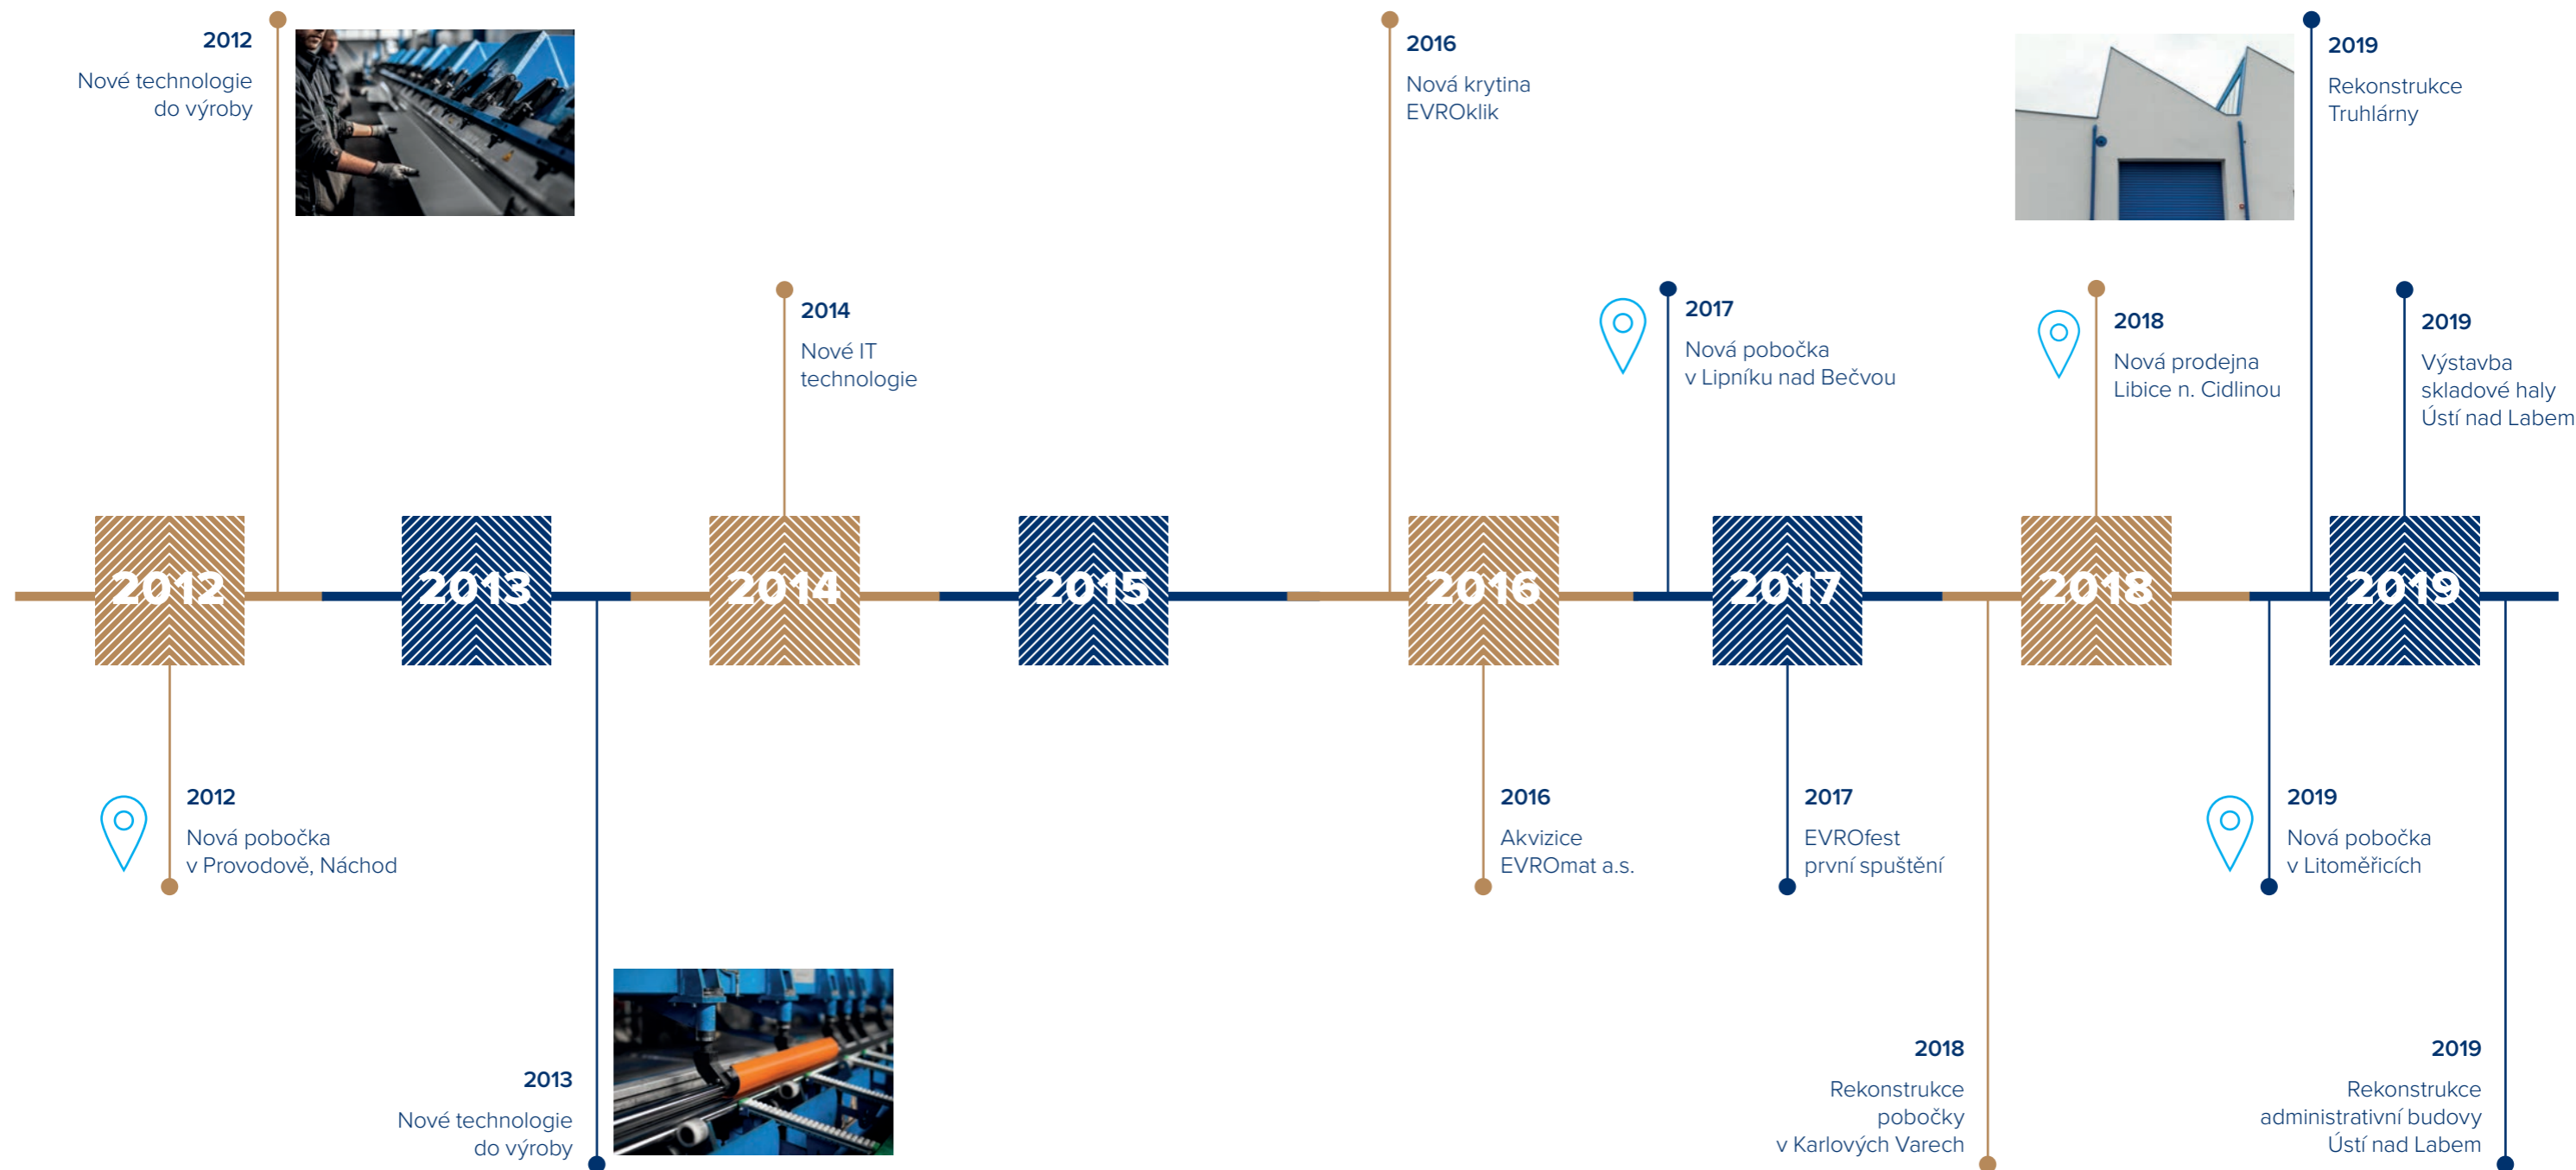 2012
Nové technologie
do výroby
2016
Nová krytina
EVROklik
2019
Rekonstrukce
Truhlárny
2014
Nové IT
technologie
2017
Nová pobočka
v Lipníku nad Bečvou
2018
Nová prodejna
Libice n. Cidlinou
2019
Výstavba
skladové haly
Ústí nad Labem
2012
2013
2014
2015
2016
2017
2018
2019
2012
Nová pobočka
v Provodově, Náchod
2016
Akvizice
EVROmat a.s.
2017
EVROfest
první spuštění
2019
Nová pobočka
v Litoměřicích
2013
Nové technologie
do výroby
2018
Rekonstrukce
pobočky
v Karlových Varech
2019
Rekonstrukce
administrativní budovy
Ústí nad Labem